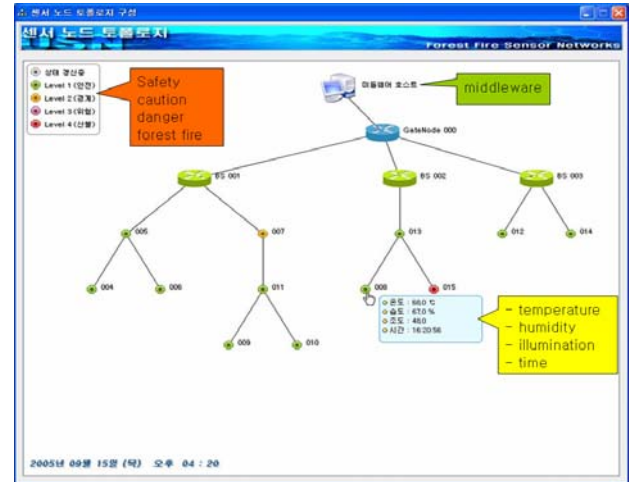 센서 노드 토폴로지 구성
센서 노드 토폴로지
Forest Fire Sensor Networks
상태 갱신중
Level 1 (안전)
Level 2 (경계)
Level 3 (위험)
Level 4 (산불)
Safety
caution
danger
forest fire
미들웨어 호스트
middleware
GateNode 000
BS 001
BS 002
BS 003
005
007
013
012
014
004
006
011
008
015
009
010
온도 : 68.0 ℃
습도 : 67.0 %
조도 : 48.0
시간 : 16:20:56
- temperature
- humidity
- illumination
- time
2005년 09월 15일 (목) 오후 04 : 20